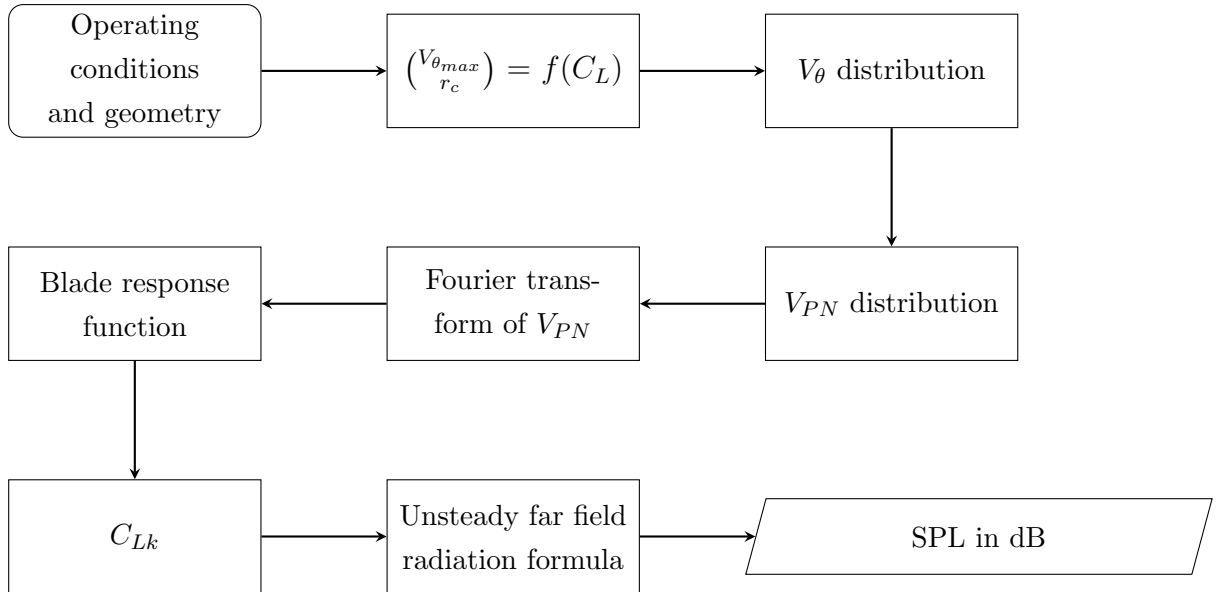 Operating
conditions
and geometry
$\binom{V_{\theta_{max}}}{r_c} = f(C_L)$
$V_\theta$ distribution
Blade response
function
Fourier trans-
form of $V_{PN}$
$V_{PN}$ distribution
$C_{Lk}$
Unsteady far field
radiation formula
SPL in dB